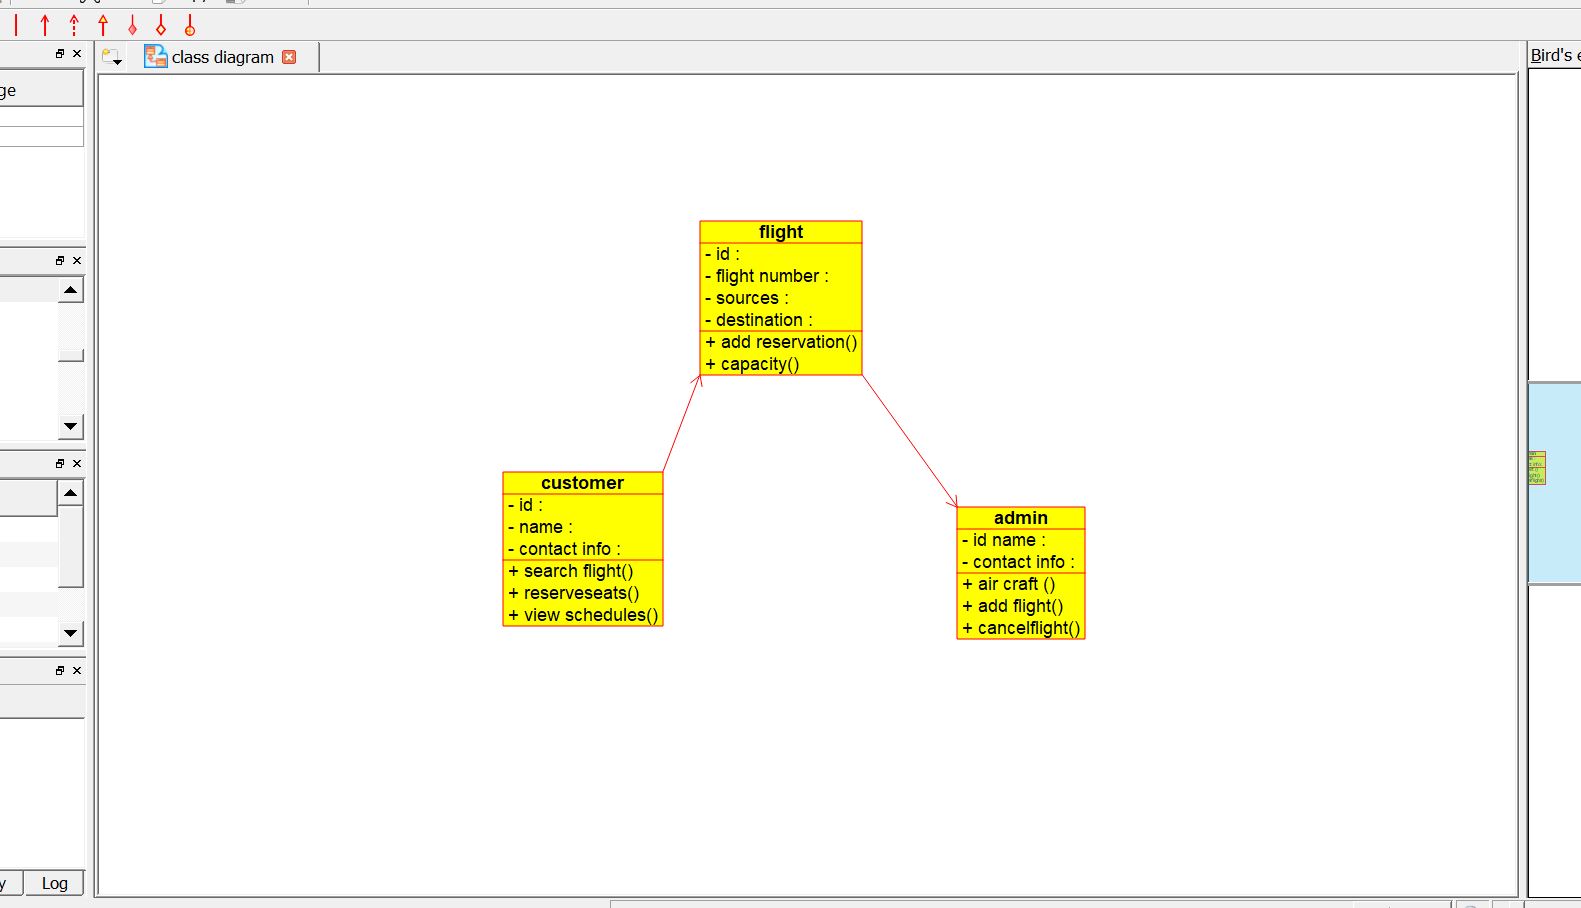 class diagram
Bird's e
ge
flight
- id :
- flight number :
- sources :
- destination :
+ add reservation()
+ capacity()
customer
- id :
- name :
- contact info :
+ search flight()
+ reserveseats()
+ view schedules()
admin
- id name :
- contact info :
+ air craft ()
+ add flight()
+ cancelflight()
y
Log